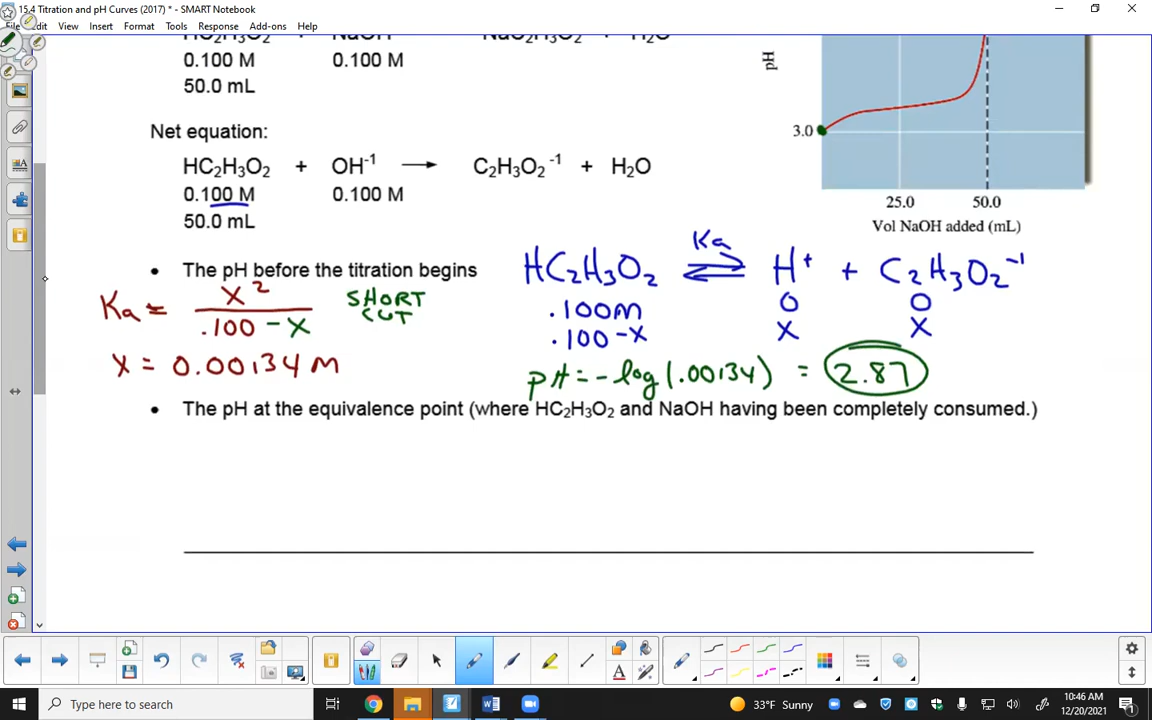 15.4 Titration and pH Curves (2017) * - SMART Notebook
File Edit View Insert Format Tools Response Add-ons Help
HC2H3O2 NaOH NaC2H3O2 + H2O
0.100 M 0.100 M
50.0 mL
pH
3.0
25.0 50.0
Vol NaOH added (mL)
Net equation:
HC2H3O2 + OH-1 → C2H3O2 -1 + H2O
0.100 M 0.100 M
50.0 mL
• The pH before the titration begins
Ka = x2 / .100 - x
SHORT
CUT
x = 0.00134 M
Ka
HC2H3O2 ⇌ H+ + C2H3O2-1
.100M 0 0
.100-x x x
pH = -log(.00134) = 2.87
• The pH at the equivalence point (where HC2H3O2 and NaOH having been completely consumed.)
Type here to search
33°F Sunny
10:46 AM
12/20/2021
1